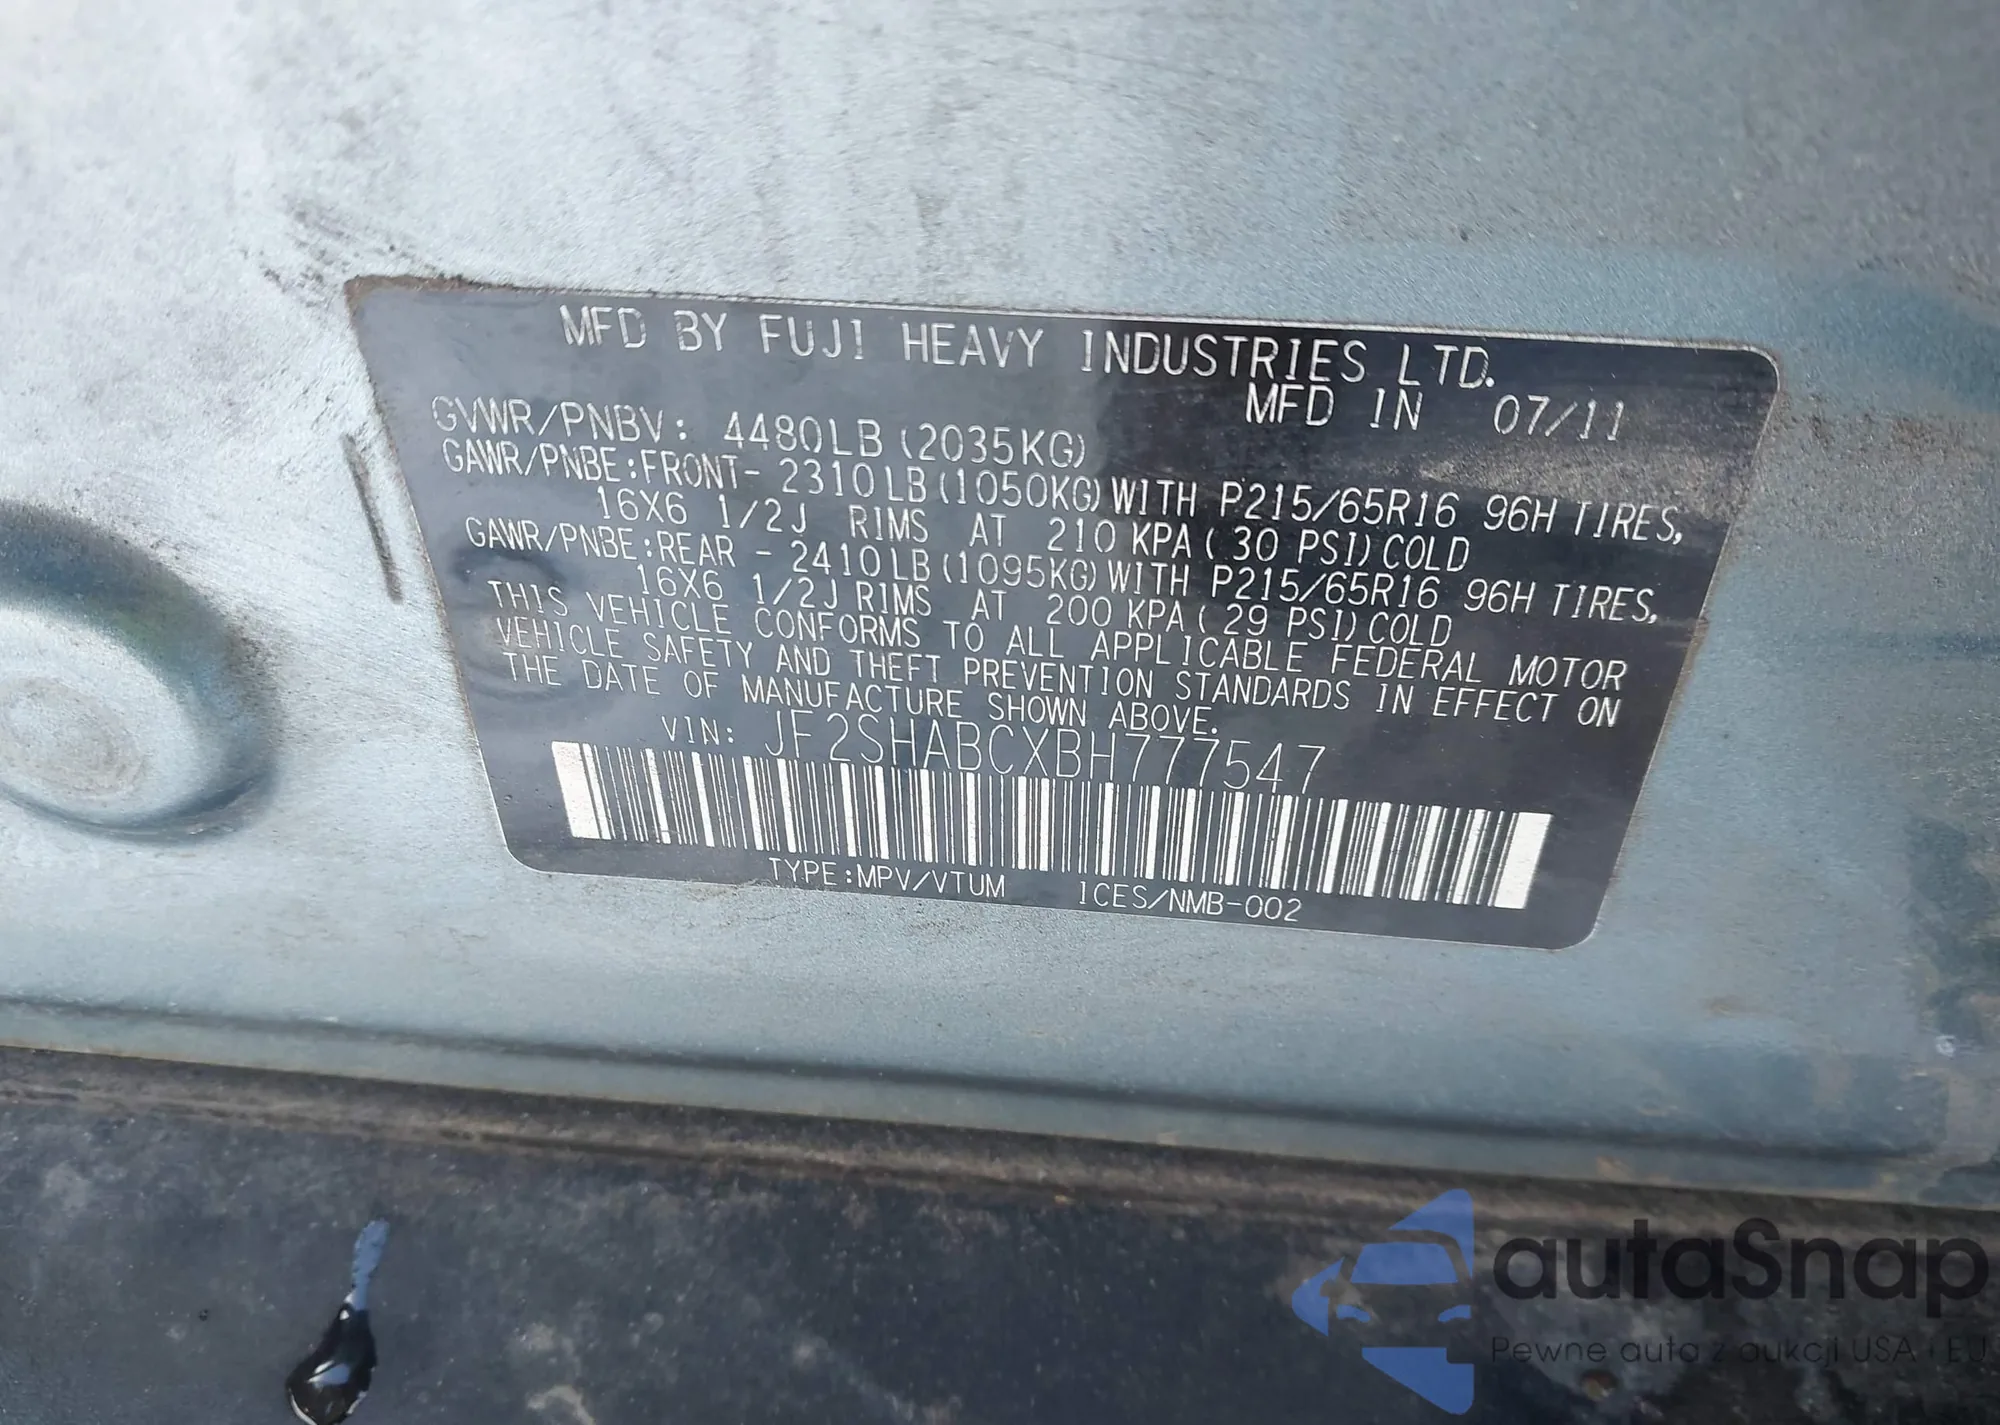 MFD BY FUJI HEAVY INDUSTRIES LTD.
MFD IN 07/11
GVWR/PNBV: 4480LB (2035KG)
GAWR/PNBE:FRONT- 2310LB (1050KG) WITH P215/65R16 96H TIRES,
16X6 1/2J RIMS AT 210 KPA ( 30 PSI) COLD
GAWR/PNBE:REAR - 2410LB (1095KG) WITH P215/65R16 96H TIRES,
16X6 1/2J RIMS AT 200 KPA ( 29 PSI) COLD
THIS VEHICLE CONFORMS TO ALL APPLICABLE FEDERAL MOTOR
VEHICLE SAFETY AND THEFT PREVENTION STANDARDS IN EFFECT ON
THE DATE OF MANUFACTURE SHOWN ABOVE.
VIN: JF2SHABCXBH777547
TYPE:MPV/VTUM ICES/NMB-002
autaSnap
Pewne auta z aukcji USA i EU